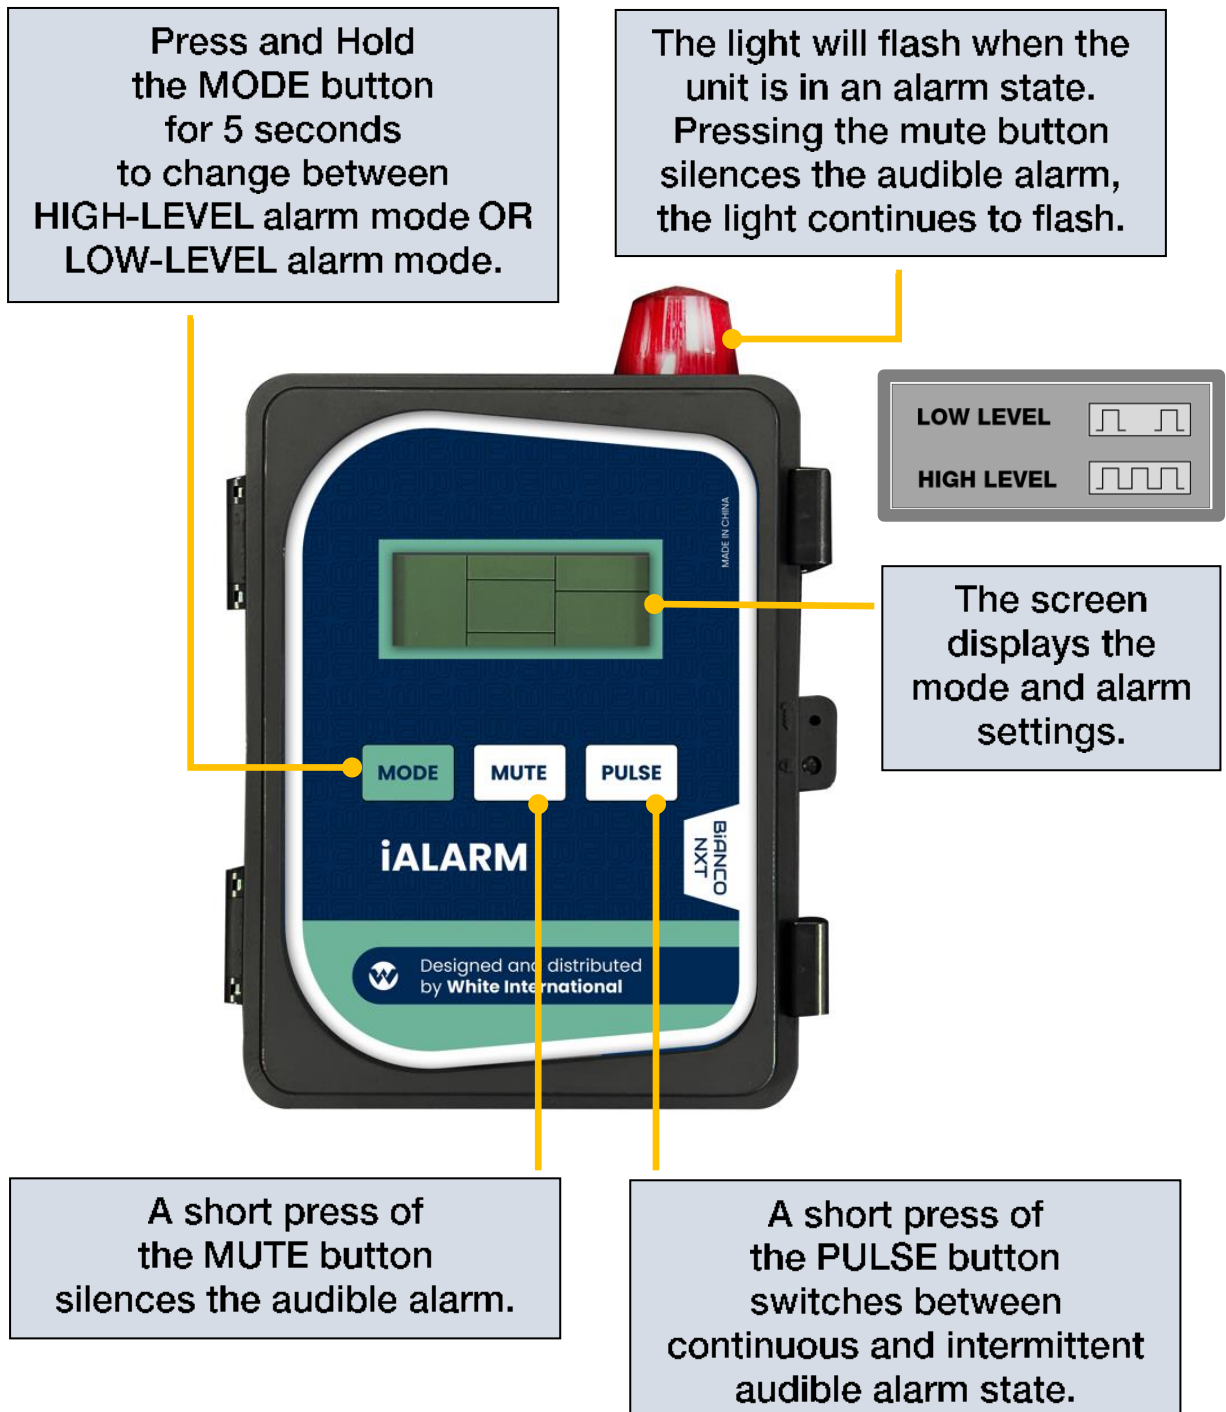 Press and Hold
the MODE button
for 5 seconds
to change between
HIGH-LEVEL alarm mode OR
LOW-LEVEL alarm mode.
The light will flash when the
unit is in an alarm state.
Pressing the mute button
silences the audible alarm,
the light continues to flash.
LOW LEVEL
HIGH LEVEL
MADE IN CHINA
The screen
displays the
mode and alarm
settings.
MODE
MUTE
PULSE
iALARM
BiANCO
NXT
Designed and distributed
by White International
A short press of
the MUTE button
silences the audible alarm.
A short press of
the PULSE button
switches between
continuous and intermittent
audible alarm state.